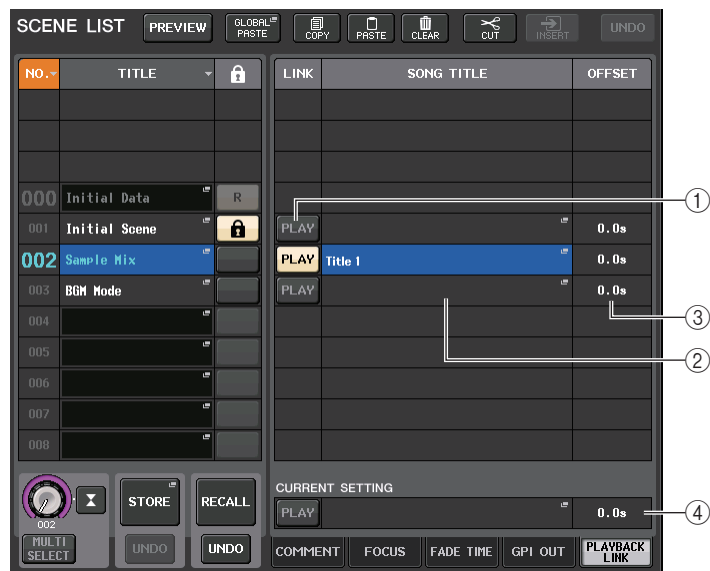 SCENE LIST PREVIEW GLOBAL PASTE COPY PASTE CLEAR CUT INSERT UNDO
NO. TITLE LINK SONG TITLE OFFSET
000 Initial Data R
001 Initial Scene PLAY 0.0s
002 Sample Mix PLAY Title 1 0.0s
003 BGM Mode PLAY 0.0s
004
005
006
007
008
① 
③
②
CURRENT SETTING
002 STORE RECALL PLAY 0.0s ④
MULTI SELECT UNDO UNDO COMMENT FOCUS FADE TIME GPI OUT PLAYBACK LINK